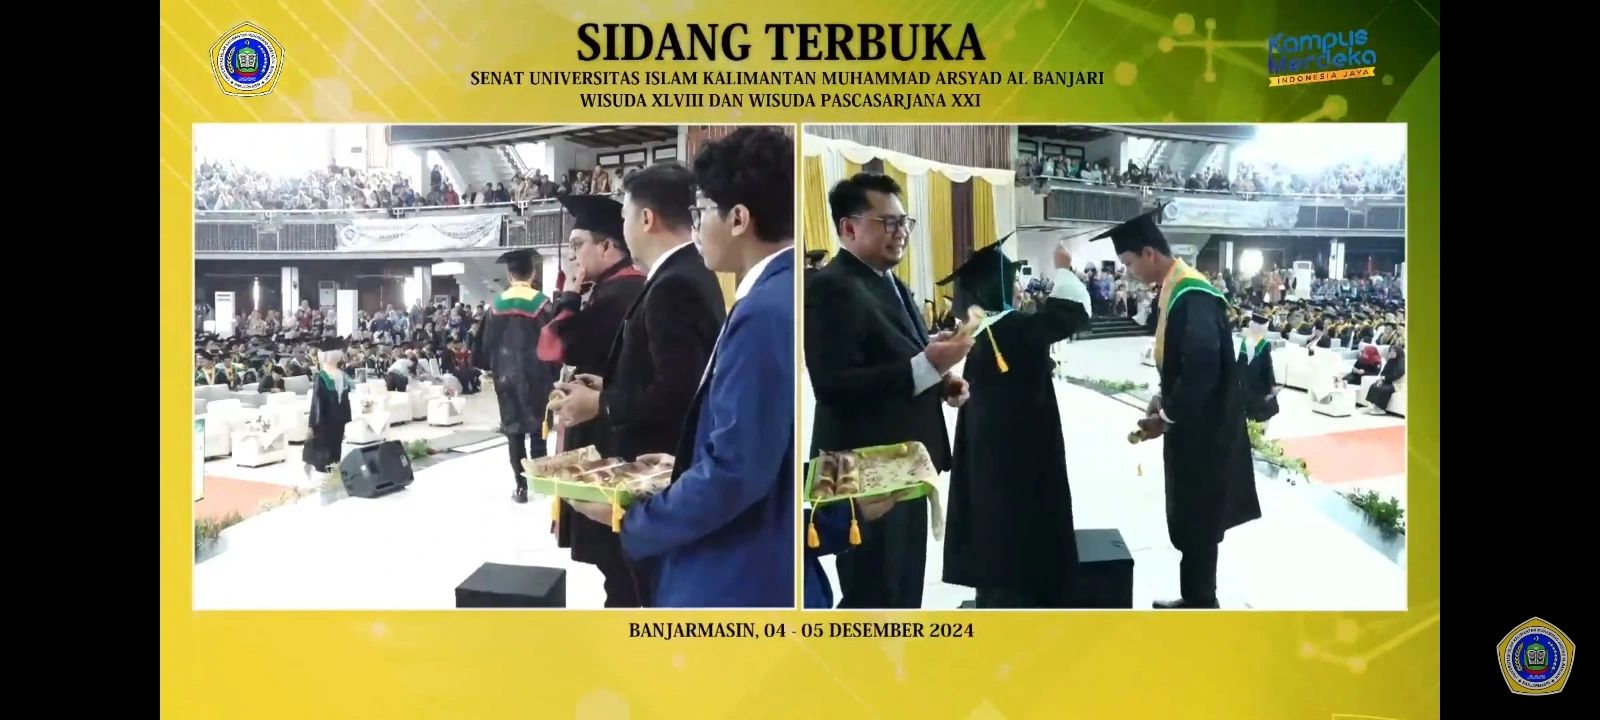 SIDANG TERBUKA
SENAT UNIVERSITAS ISLAM KALIMANTAN MUHAMMAD ARSYAD AL BANJARI
WISUDA XLVIII DAN WISUDA PASCASARJANA XXI
Kampus
Merdeka
INDONESIA JAYA
BANJARMASIN, 04 - 05 DESEMBER 2024